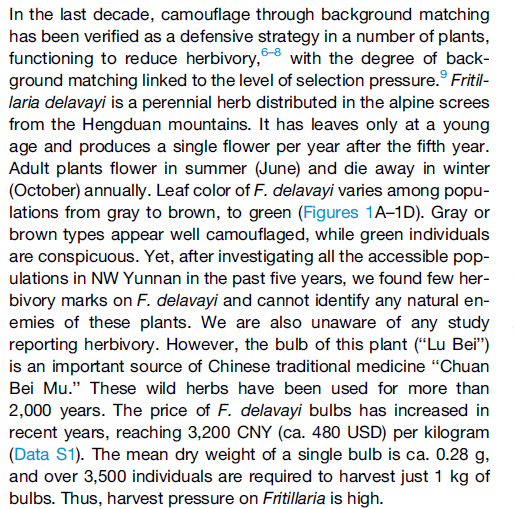 In the last decade, camouflage through background matching
has been verified as a defensive strategy in a number of plants,
functioning to reduce herbivory,6–8 with the degree of back-
ground matching linked to the level of selection pressure.9 Fritil-
laria delavayi is a perennial herb distributed in the alpine screes
from the Hengduan mountains. It has leaves only at a young
age and produces a single flower per year after the fifth year.
Adult plants flower in summer (June) and die away in winter
(October) annually. Leaf color of F. delavayi varies among popu-
lations from gray to brown, to green (Figures 1A–1D). Gray or
brown types appear well camouflaged, while green individuals
are conspicuous. Yet, after investigating all the accessible pop-
ulations in NW Yunnan in the past five years, we found few her-
bivory marks on F. delavayi and cannot identify any natural en-
emies of these plants. We are also unaware of any study
reporting herbivory. However, the bulb of this plant (“Lu Bei”)
is an important source of Chinese traditional medicine “Chuan
Bei Mu.” These wild herbs have been used for more than
2,000 years. The price of F. delavayi bulbs has increased in
recent years, reaching 3,200 CNY (ca. 480 USD) per kilogram
(Data S1). The mean dry weight of a single bulb is ca. 0.28 g,
and over 3,500 individuals are required to harvest just 1 kg of
bulbs. Thus, harvest pressure on Fritillaria is high.